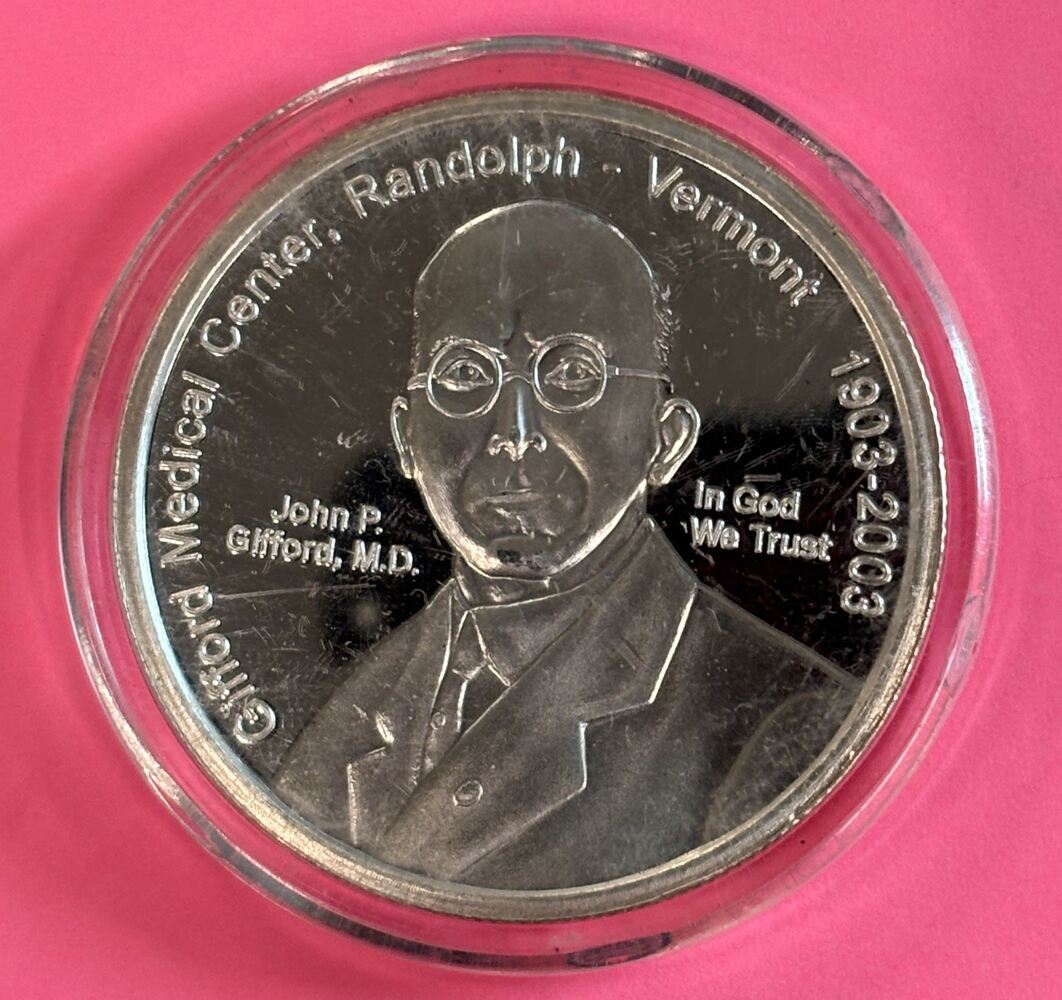 Gifford Medical Center, Randolph - Vermont
1903-2003
John P.
Gifford, M.D.
In God
We Trust